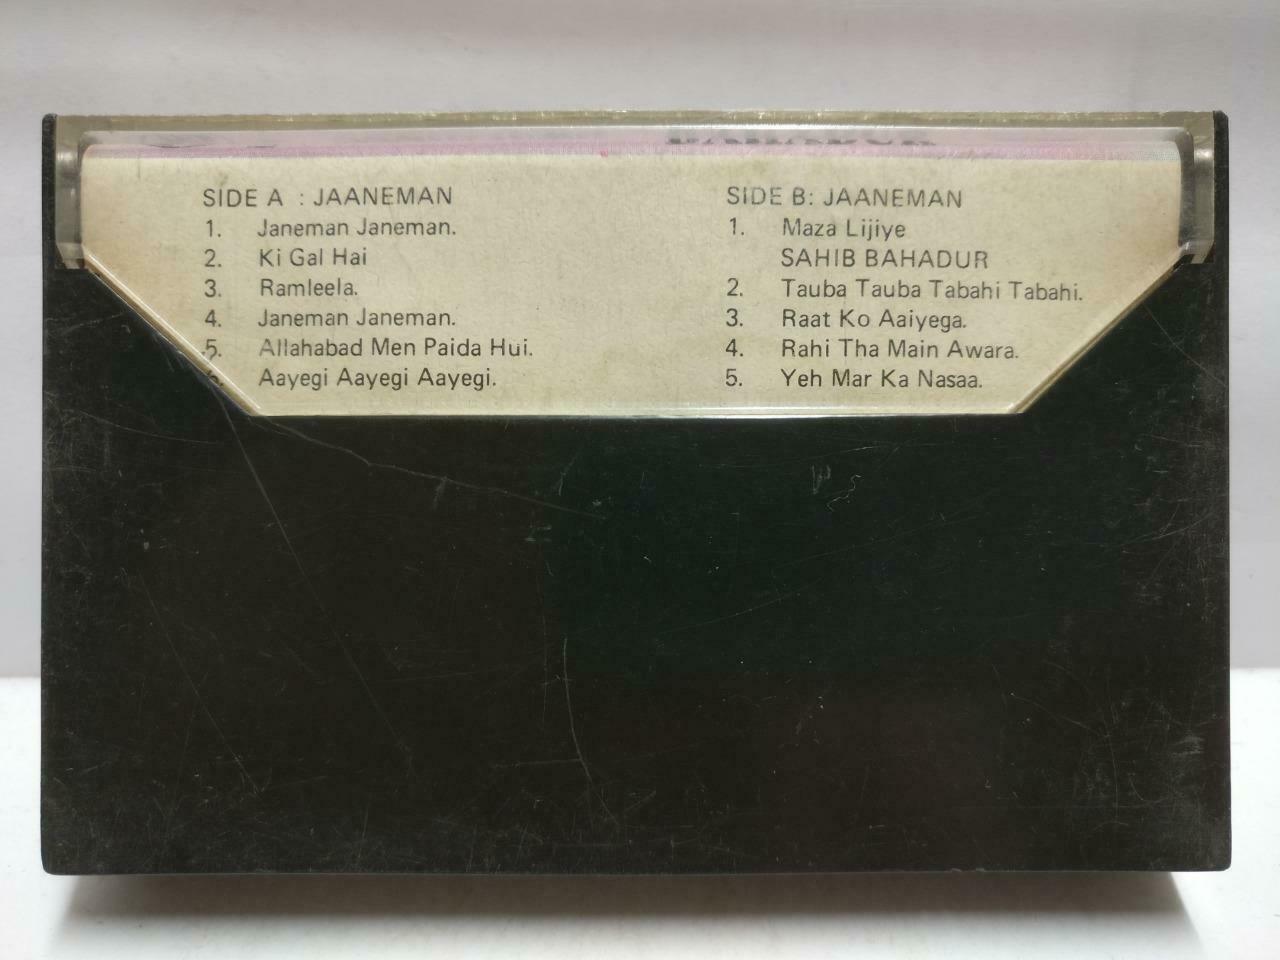 SIDE A : JAANEMAN
1. Janeman Janeman.
2. Ki Gal Hai
3. Ramleela.
4. Janeman Janeman.
5. Allahabad Men Paida Hui.
Aayegi Aayegi Aayegi.
SIDE B: JAANEMAN
1. Maza Lijiye
SAHIB BAHADUR
2. Tauba Tauba Tabahi Tabahi.
3. Raat Ko Aaiyega.
4. Rahi Tha Main Awara.
5. Yeh Mar Ka Nasaa.